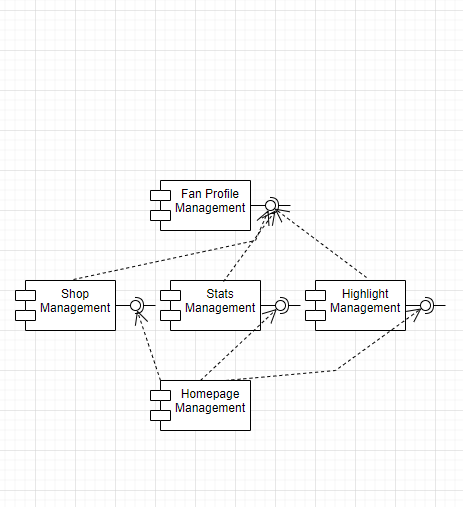 Fan Profile
Management
Shop
Management
Stats
Management
Highlight
Management
Homepage
Management